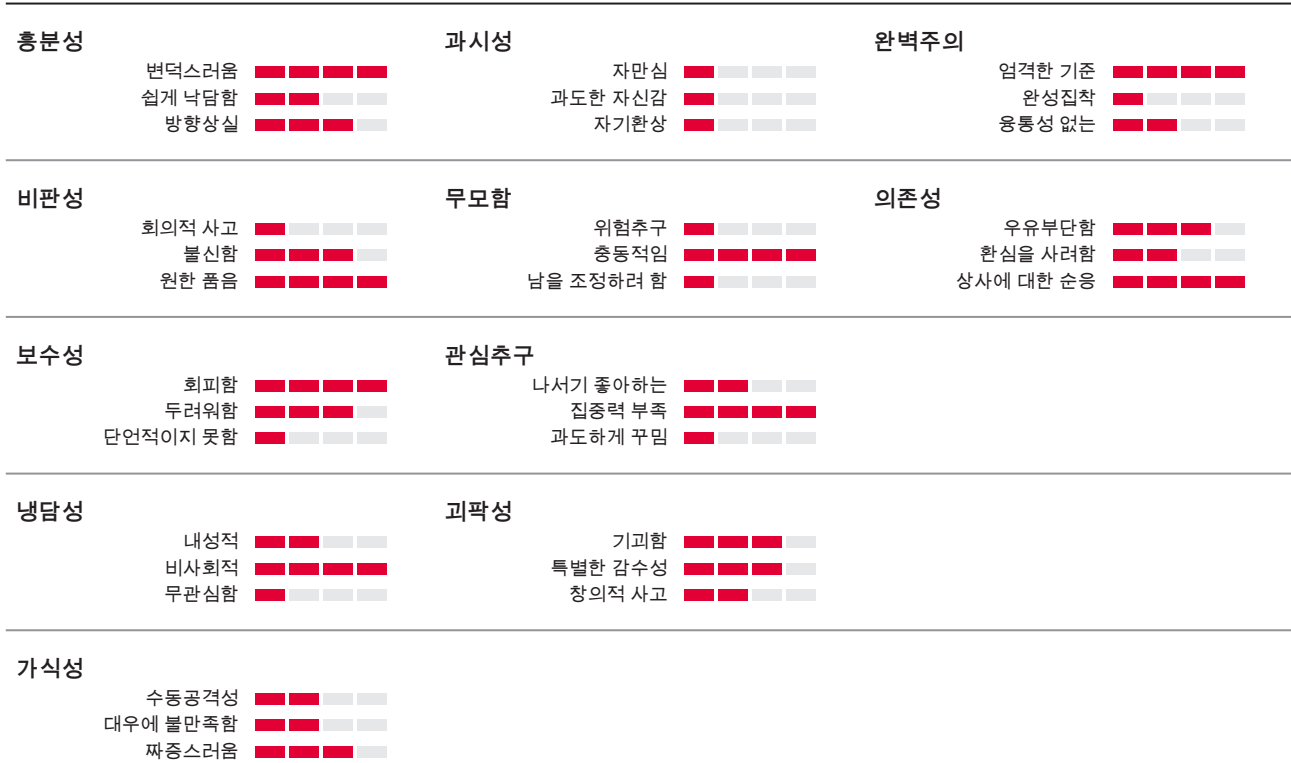 흥분성
변덕스러움
쉽게 낙담함
방향상실
과시성
자만심
과도한 자신감
자기환상
완벽주의
엄격한 기준
완성집착
융통성 없는
비판성
회의적 사고
불신함
원한 품음
무모함
위험추구
충동적임
남을 조정하려 함
의존성
우유부단함
환심을 사려함
상사에 대한 순응
보수성
회피함
두려워함
단언적이지 못함
관심추구
나서기 좋아하는
집중력 부족
과도하게 꾸밈
냉담성
내성적
비사회적
무관심함
괴팍성
기괴함
특별한 감수성
창의적 사고
가식성
수동공격성
대우에 불만족함
짜증스러움